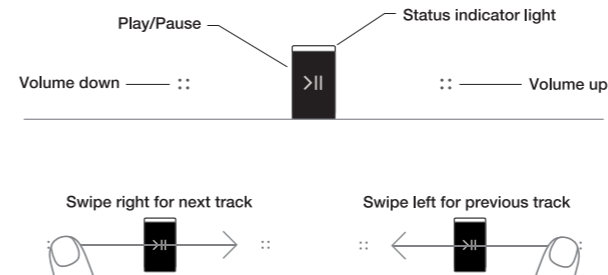 Play/Pause
Status indicator light
Volume down
Volume up
Swipe right for next track
Swipe left for previous track